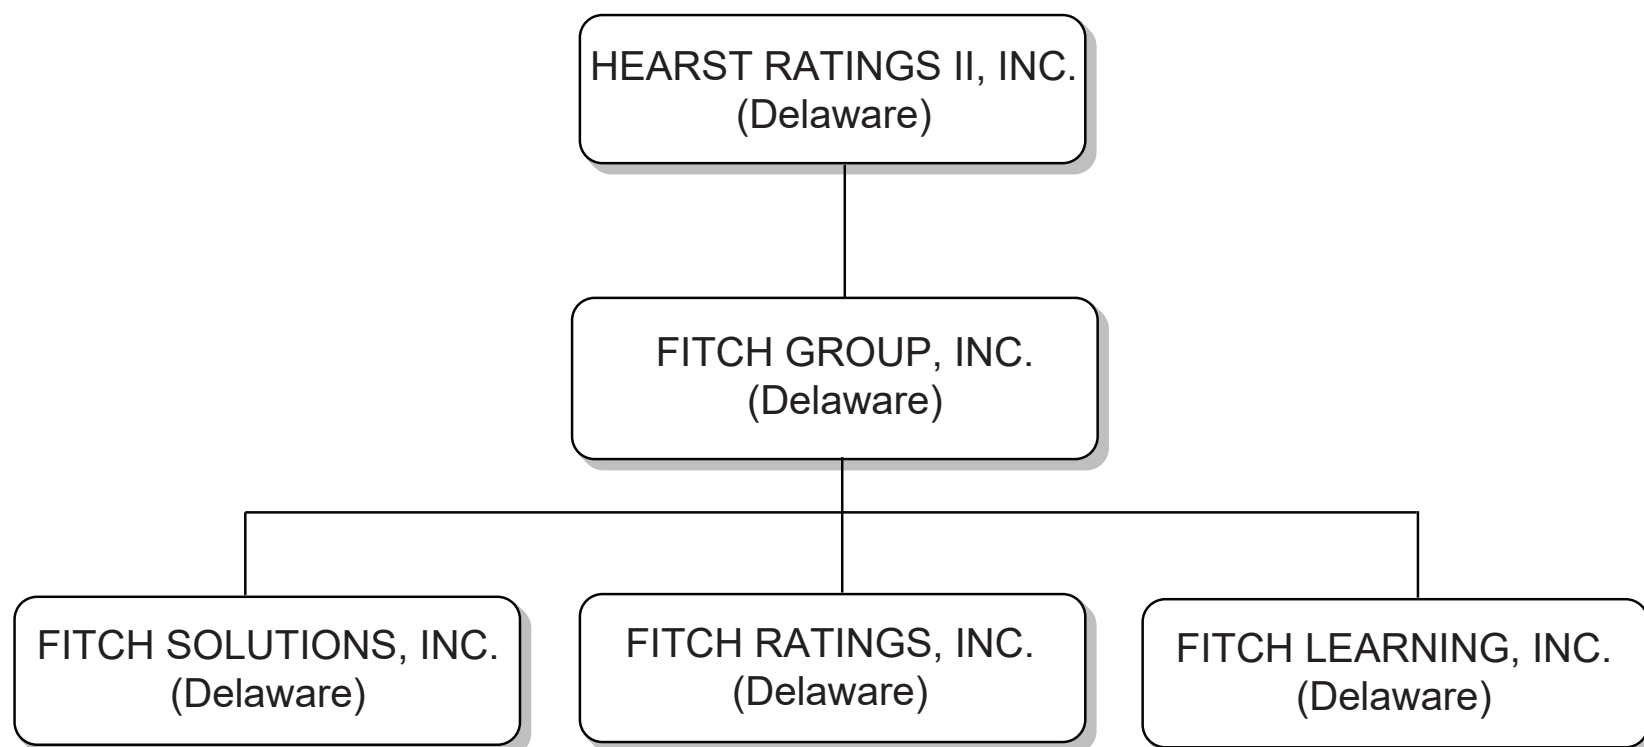 HEARST RATINGS II, INC.
(Delaware)
FITCH GROUP, INC.
(Delaware)
FITCH SOLUTIONS, INC.
(Delaware)
FITCH RATINGS, INC.
(Delaware)
FITCH LEARNING, INC.
(Delaware)